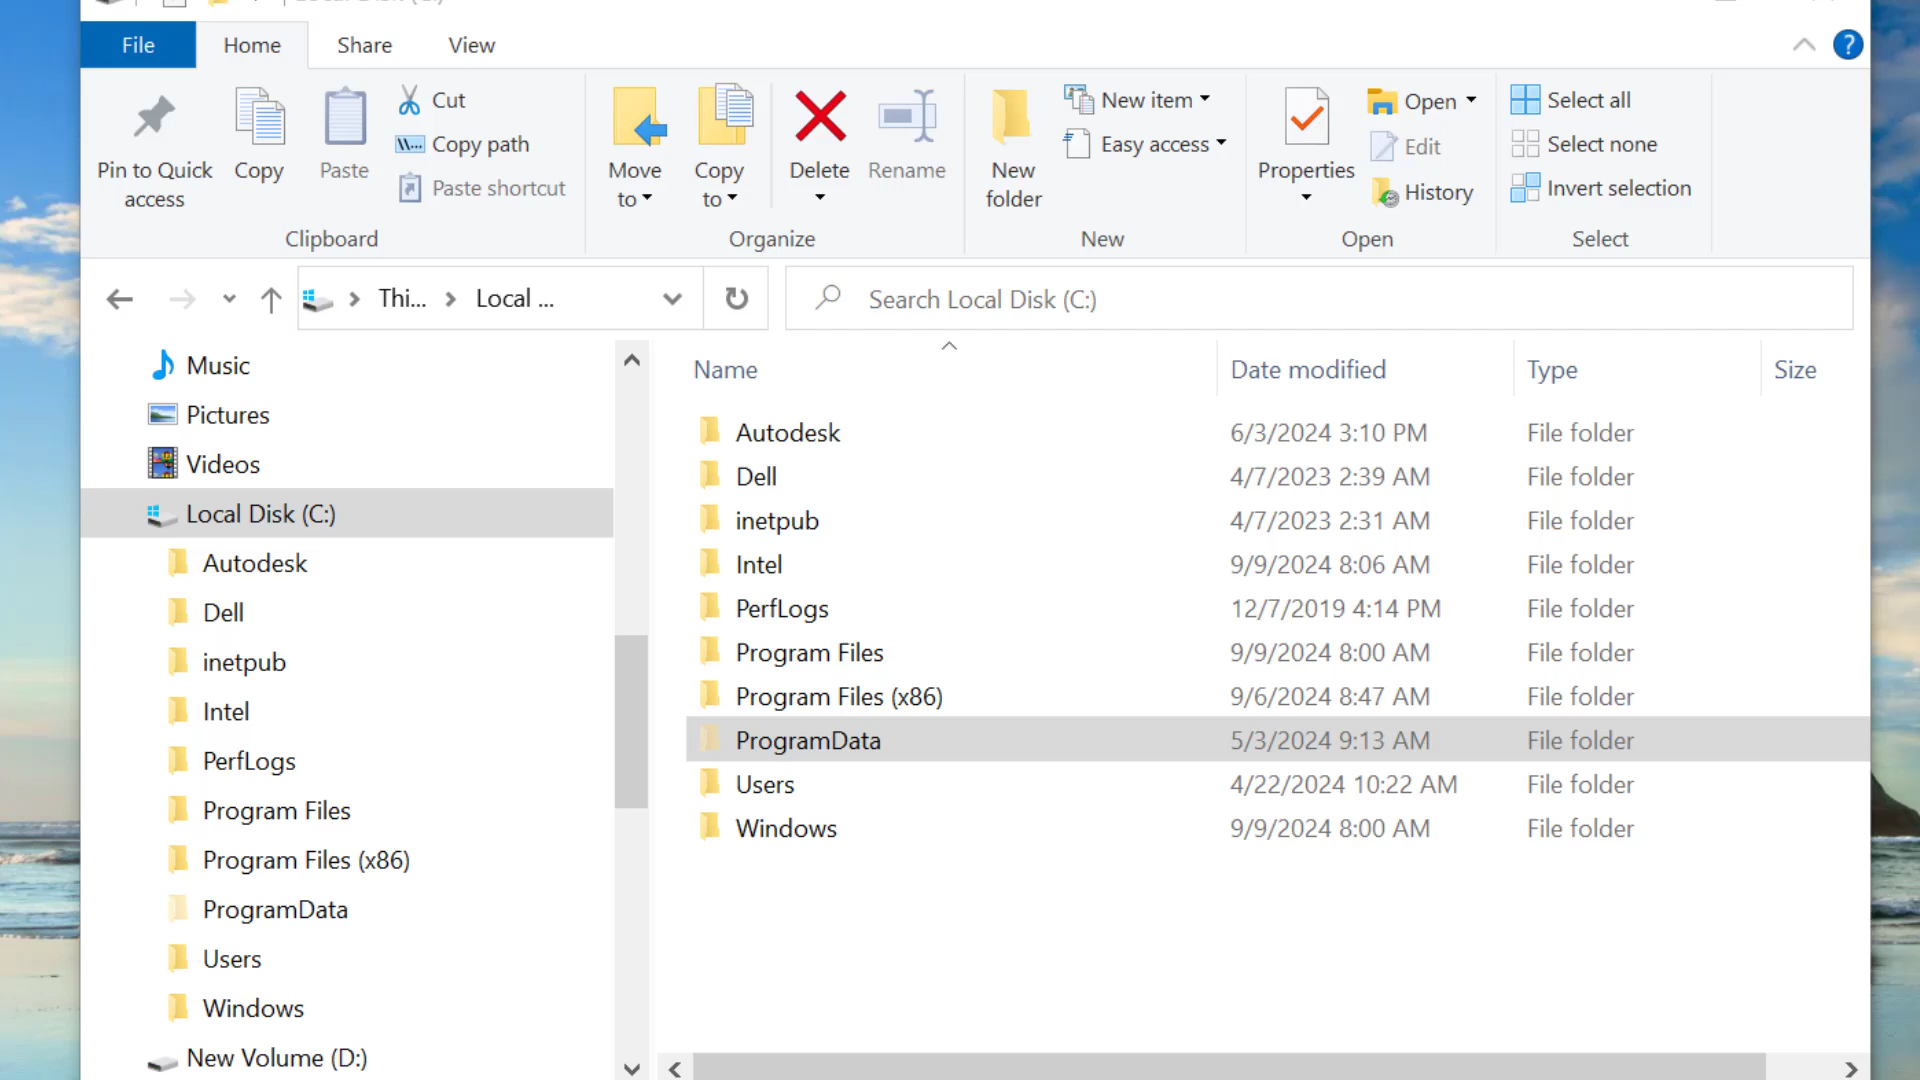 File Home Share View
Pin to Quick access
Copy
Paste
Cut
Copy path
Paste shortcut
Clipboard
Move to
Copy to
Delete
Rename
Organize
New folder
New item
Easy access
New
Properties
Open
Edit
History
Open
Select all
Select none
Invert selection
Select
Thi... Local ...
Search Local Disk (C:)
Music
Pictures
Videos
Local Disk (C:)
Autodesk
Dell
inetpub
Intel
PerfLogs
Program Files
Program Files (x86)
ProgramData
Users
Windows
New Volume (D:)
Name Date modified Type Size
Autodesk 6/3/2024 3:10 PM File folder
Dell 4/7/2023 2:39 AM File folder
inetpub 4/7/2023 2:31 AM File folder
Intel 9/9/2024 8:06 AM File folder
PerfLogs 12/7/2019 4:14 PM File folder
Program Files 9/9/2024 8:00 AM File folder
Program Files (x86) 9/6/2024 8:47 AM File folder
ProgramData 5/3/2024 9:13 AM File folder
Users 4/22/2024 10:22 AM File folder
Windows 9/9/2024 8:00 AM File folder